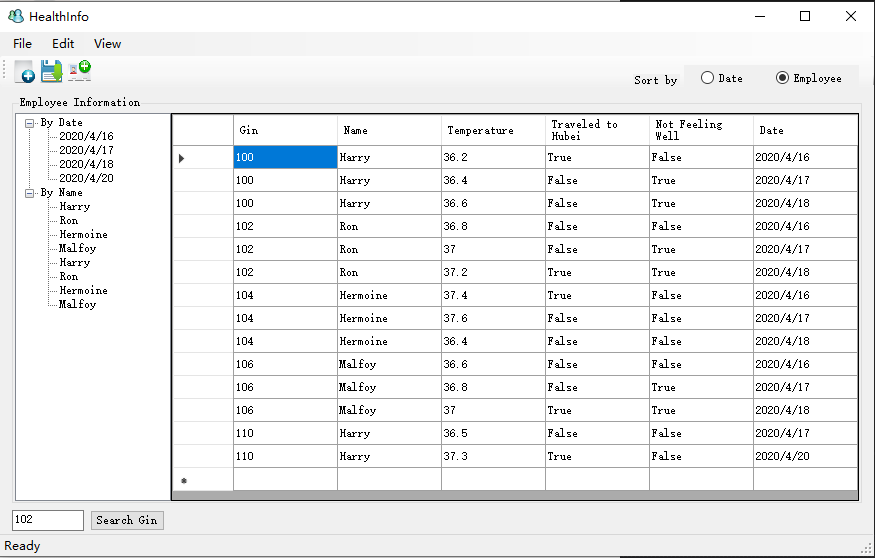 HealthInfo
File Edit View
Sort by Date Employee
Employee Information
By Date
2020/4/16
2020/4/17
2020/4/18
2020/4/20
By Name
Harry
Ron
Hermoine
Malfoy
Harry
Ron
Hermoine
Malfoy
Gin Name Temperature Traveled to Hubei Not Feeling Well Date
100 Harry 36.2 True False 2020/4/16
100 Harry 36.4 False True 2020/4/17
100 Harry 36.6 False True 2020/4/18
102 Ron 36.8 False False 2020/4/16
102 Ron 37 False True 2020/4/17
102 Ron 37.2 True True 2020/4/18
104 Hermoine 37.4 True False 2020/4/16
104 Hermoine 37.6 False False 2020/4/17
104 Hermoine 36.4 False False 2020/4/18
106 Malfoy 36.6 False False 2020/4/16
106 Malfoy 36.8 False True 2020/4/17
106 Malfoy 37 True True 2020/4/18
110 Harry 36.5 False False 2020/4/17
110 Harry 37.3 True False 2020/4/20
102 Search Gin
Ready